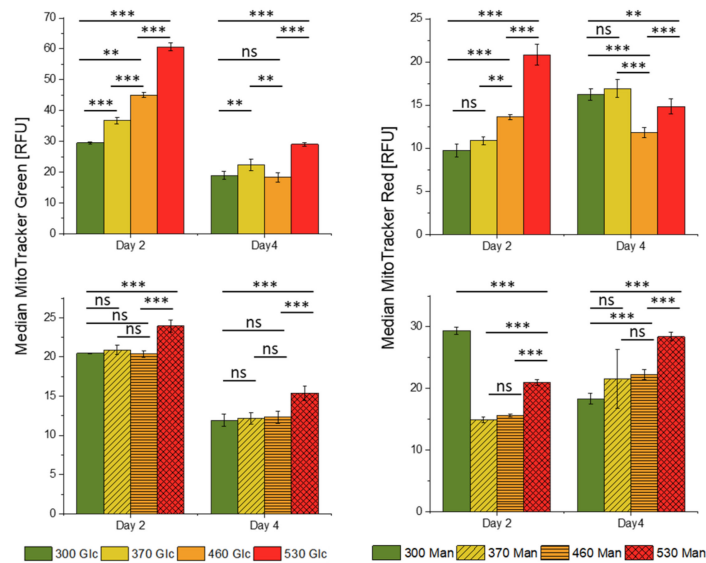 Median MitoTracker Green [RFU]
70
60
50
40
30
20
10
0
***
** ***
*** ***
***
ns ***
** **
Day 2 Day4
Median MitoTracker Red [RFU]
25
20
15
10
5
0
***
*** ***
ns **
**
ns ***
***
***
Day 2 Day 4
25
20
15
10
5
0
***
ns ***
ns
ns
***
***
ns
ns
ns
Day 2 Day 4
30
20
10
0
***
***
***
ns
***
ns ***
***
ns
Day 2 Day4
300 Glc 370 Glc 460 Glc 530 Glc
300 Man 370 Man 460 Man 530 Man